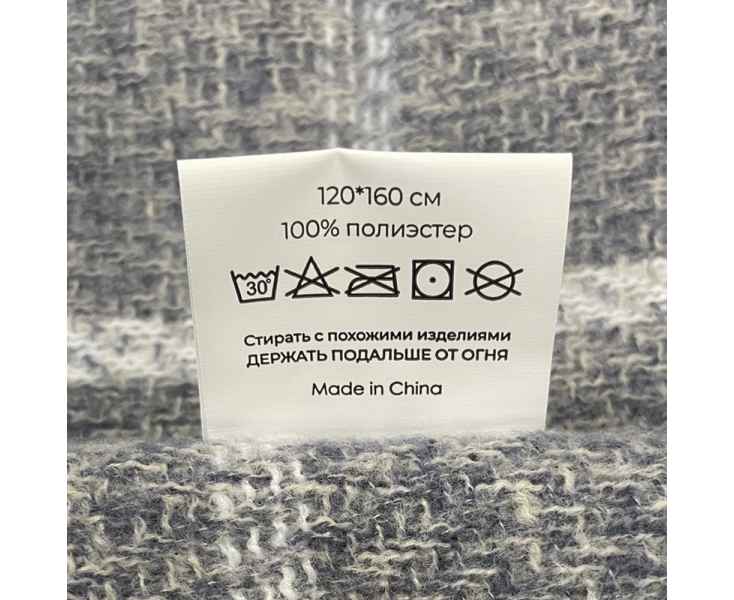 120*160 см
100% полиэстер
30°
Стирать с похожими изделиями
ДЕРЖАТЬ ПОДАЛЬШЕ ОТ ОГНЯ
Made in China